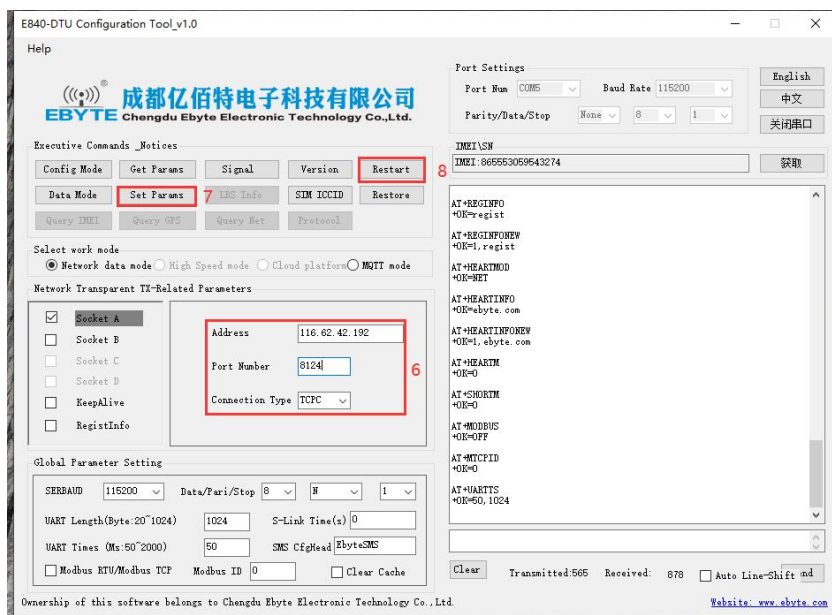 E840-DTU Configuration Tool_v1.0
Help
EBYTE
®
成都亿佰特电子科技有限公司
Chengdu Ebyte Electronic Technology Co.,Ltd.
Executive Commands _Notices
Config Mode Get Params Signal Version Restart 8
Data Mode Set Params 7 LBS Info SIM ICCID Restore
Query IMEI Query GPS Query Net Protocol
Select work mode
Network data mode High Speed mode Cloud platform MQTT mode
Network Transparent TX-Related Parameters
Socket A
Socket B
Socket C
Socket D
KeepAlive
RegistInfo
Address 116.62.42.192
Port Number 8124
Connection Type TCPC
6
Global Parameter Setting
SERBAUD 115200 Data/Pari/Stop 8 N 1
UART Length(Byte:20~1024) 1024 S-Link Time(s) 0
UART Times (Ms:50~2000) 50 SMS CfgHead EbyteSMS
Modbus RTU/Modbus TCP Modbus ID 0 Clear Cache
Ownership of this software belongs to Chengdu Ebyte Electronic Technology Co., Ltd.
Port Settings
Port Num COM5 Baud Rate 115200
Parity/Data/Stop None 8 1
English
中文
关闭串口
IMEI\SN
IMEI:865553059543274 获取
AT+REGINFO
+OK=regist
AT+REGINFONEW
+OK=1,regist
AT+HEARTMOD
+OK=NET
AT+HEARTINFO
+OK=ebyte.com
AT+HEARTINFONEW
+OK=1,ebyte.com
AT+HEARTM
+OK=0
AT+SHORTM
+OK=0
AT+MODBUS
+OK=OFF
AT+MTCPID
+OK=0
AT+UARTTS
+OK=50,1024
Clear Transmitted:565 Received: 878 Auto Line-Shift nd
Website: www.ebyte.com